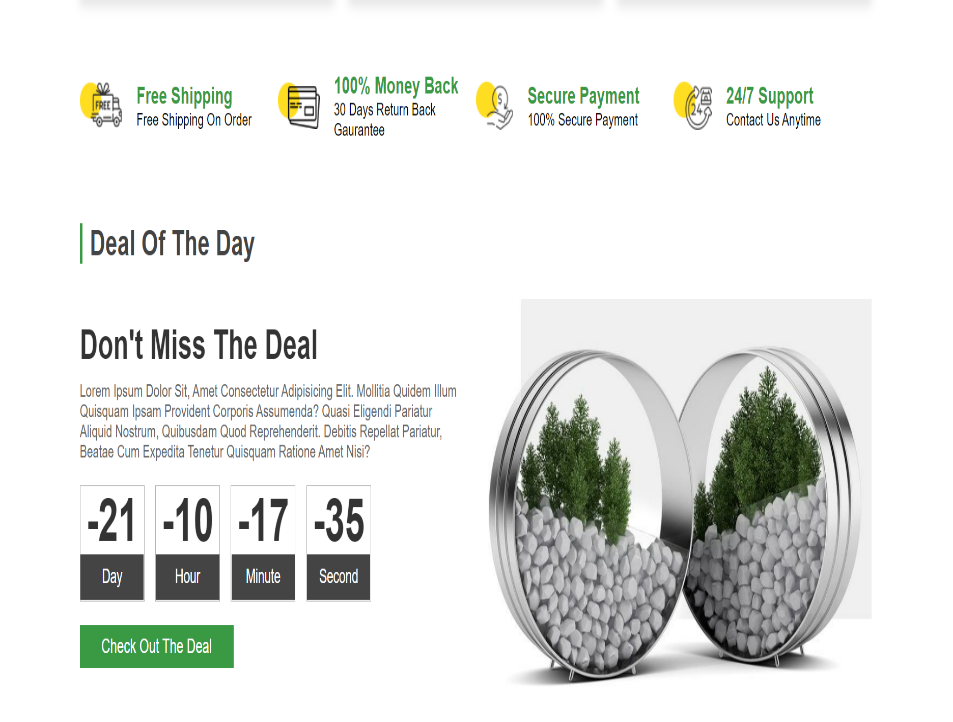 FREE
Free Shipping
Free Shipping On Order
100% Money Back
30 Days Return Back
Gaurantee
$
Secure Payment
100% Secure Payment
24
24/7 Support
Contact Us Anytime
Deal Of The Day
Don't Miss The Deal
Lorem Ipsum Dolor Sit, Amet Consectetur Adipisicing Elit. Mollitia Quidem Illum
Quisquam Ipsam Provident Corporis Assumenda? Quasi Eligendi Pariatur
Aliquid Nostrum, Quibusdam Quod Reprehenderit. Debitis Repellat Pariatur,
Beatae Cum Expedita Tenetur Quisquam Ratione Amet Nisi?
-21 -10 -17 -35
Day Hour Minute Second
Check Out The Deal